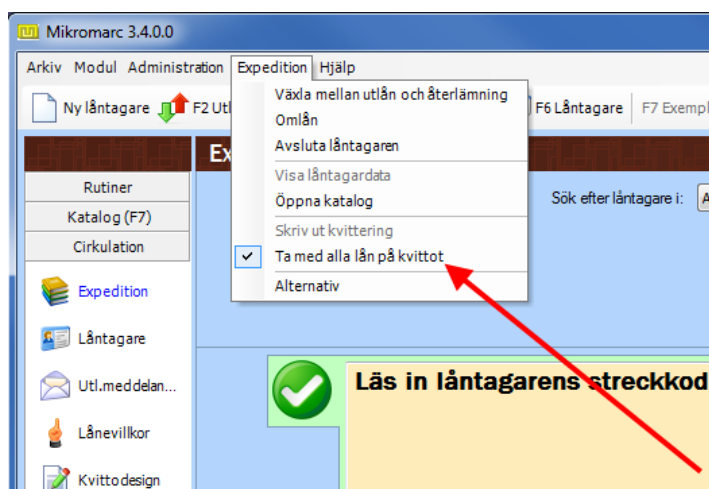 Mikromarc 3.4.0.0
Arkiv Modul Administration Expedition Hjälp
Ny låntagare F2 Utl F6 Låntagare F7 Exempl
Växla mellan utlån och återlämning
Omlån
Avsluta låntagaren
Visa låntagardata
Öppna katalog
Skriv ut kvittering
Ta med alla lån på kvittot
Alternativ
Ex
Sök efter låntagare i: A
Rutiner
Katalog (F7)
Cirkulation
Expedition
Låntagare
Utl.meddelan...
Lånevillkor
Kvittodesign
Läs in låntagarens streckkod